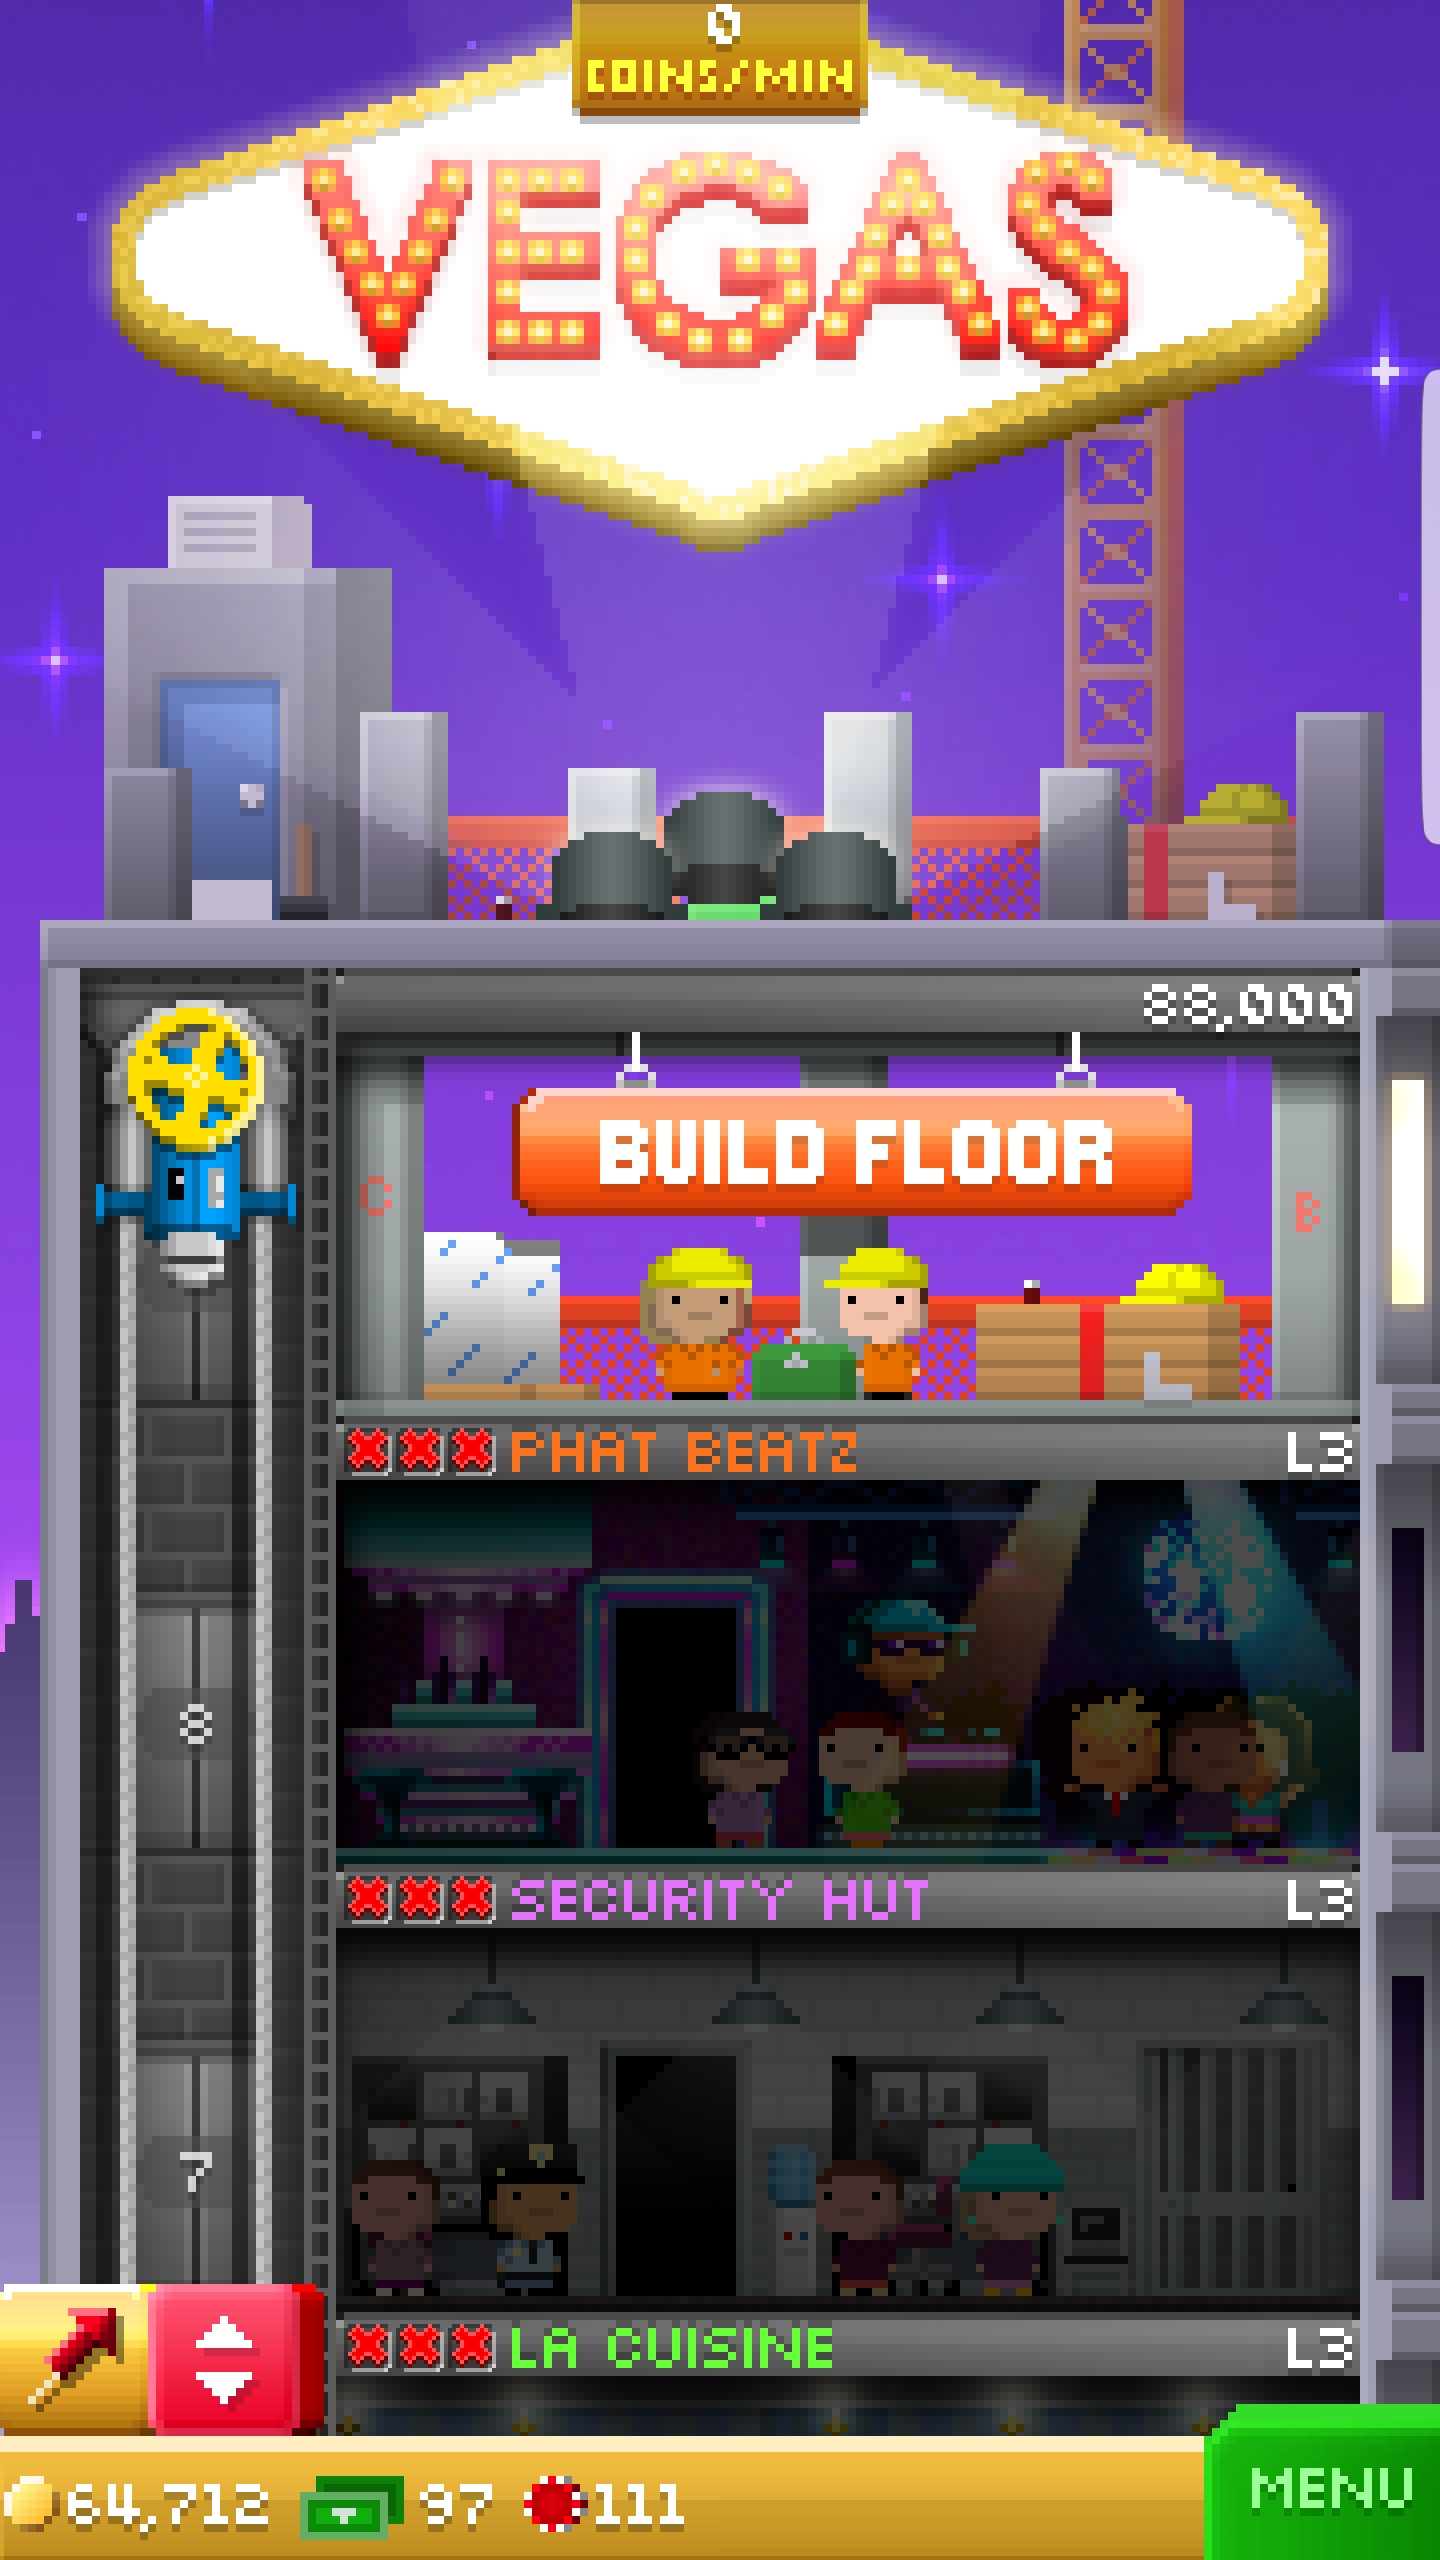 0
COINS/MIN
VEGAS
88,000
BUILD FLOOR
C
B
PHAT BEATZ L3
8
SECURITY HUT L3
7
LA CUISINE L3
64,712 97 111
MENU